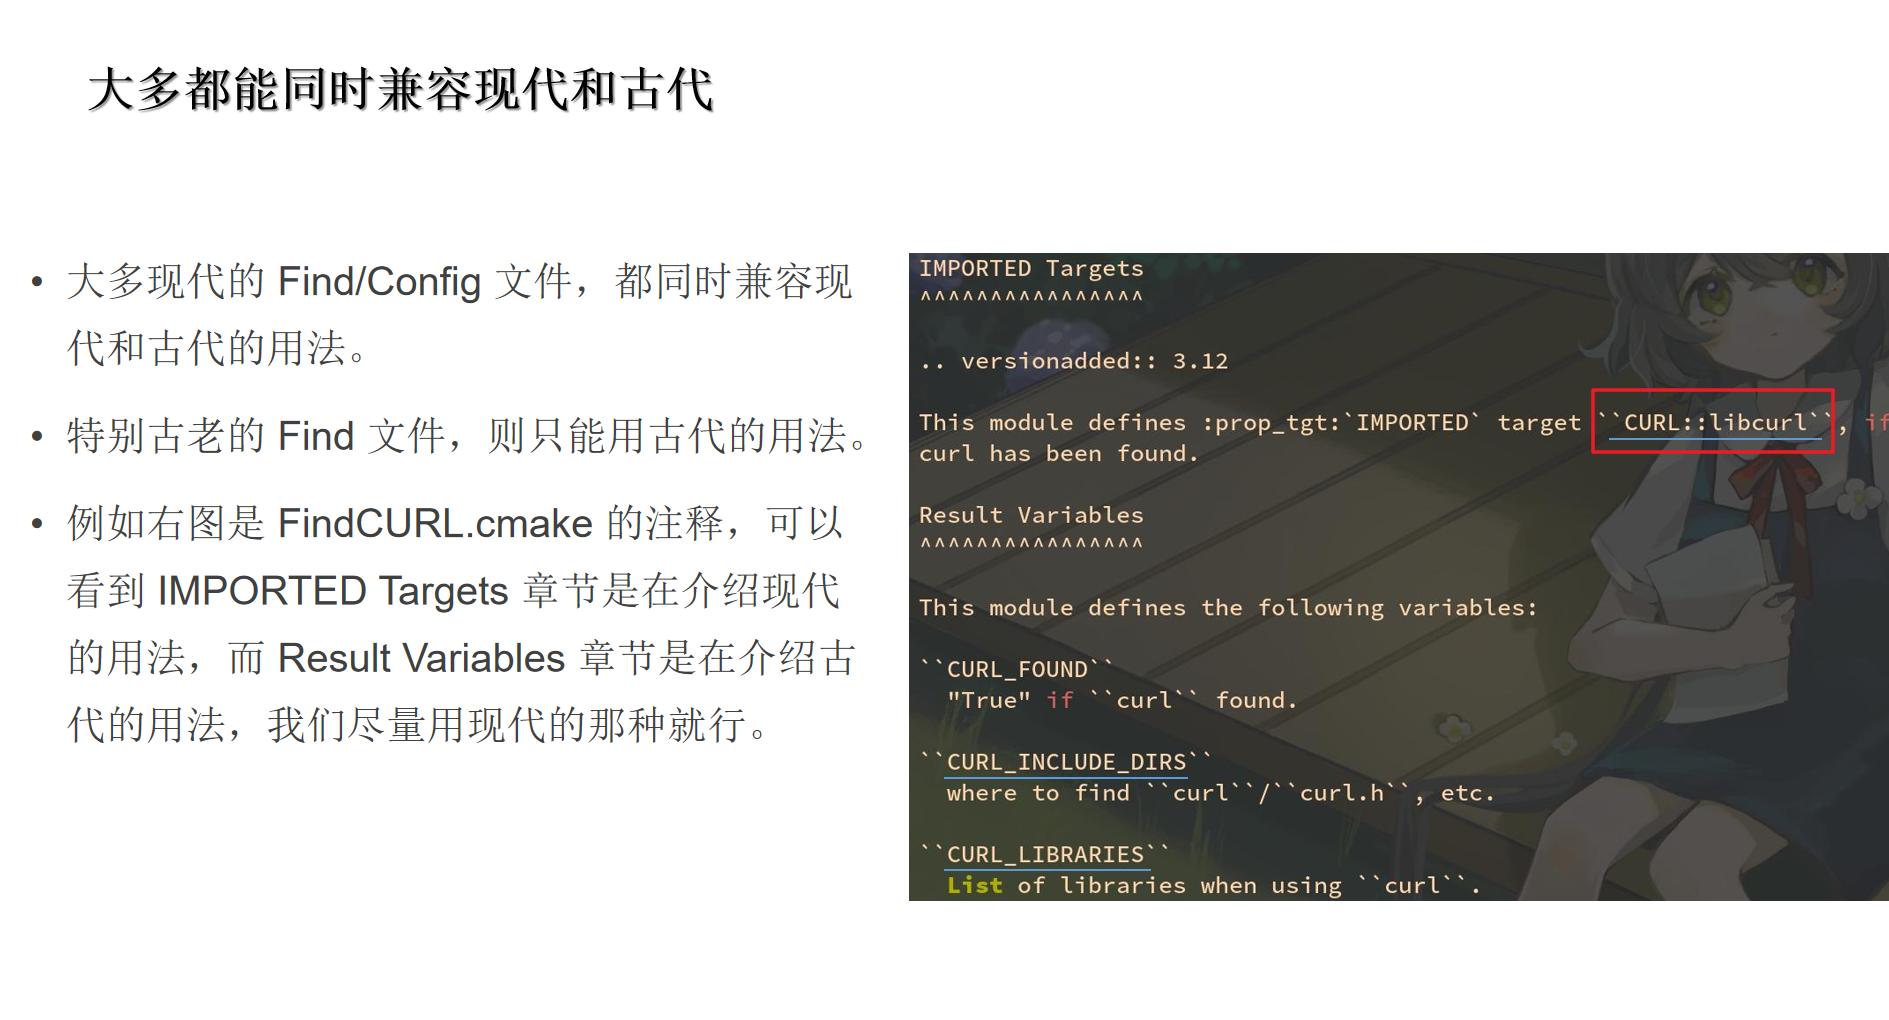 大多都能同时兼容现代和古代
• 大多现代的 Find/Config 文件，都同时兼容现
代和古代的用法。
• 特别古老的 Find 文件，则只能用古代的用法。
• 例如右图是 FindCURL.cmake 的注释，可以
看到 IMPORTED Targets 章节是在介绍现代
的用法，而 Result Variables 章节是在介绍古
代的用法，我们尽量用现代的那种就行。
IMPORTED Targets
^^^^^^^^^^^^^^^^
.. versionadded:: 3.12
This module defines :prop_tgt:`IMPORTED` target ``CURL::libcurl``, if
curl has been found.
Result Variables
^^^^^^^^^^^^^^^^
This module defines the following variables:
``CURL_FOUND``
"True" if ``curl`` found.
``CURL_INCLUDE_DIRS``
where to find ``curl``/``curl.h``, etc.
``CURL_LIBRARIES``
List of libraries when using ``curl``.